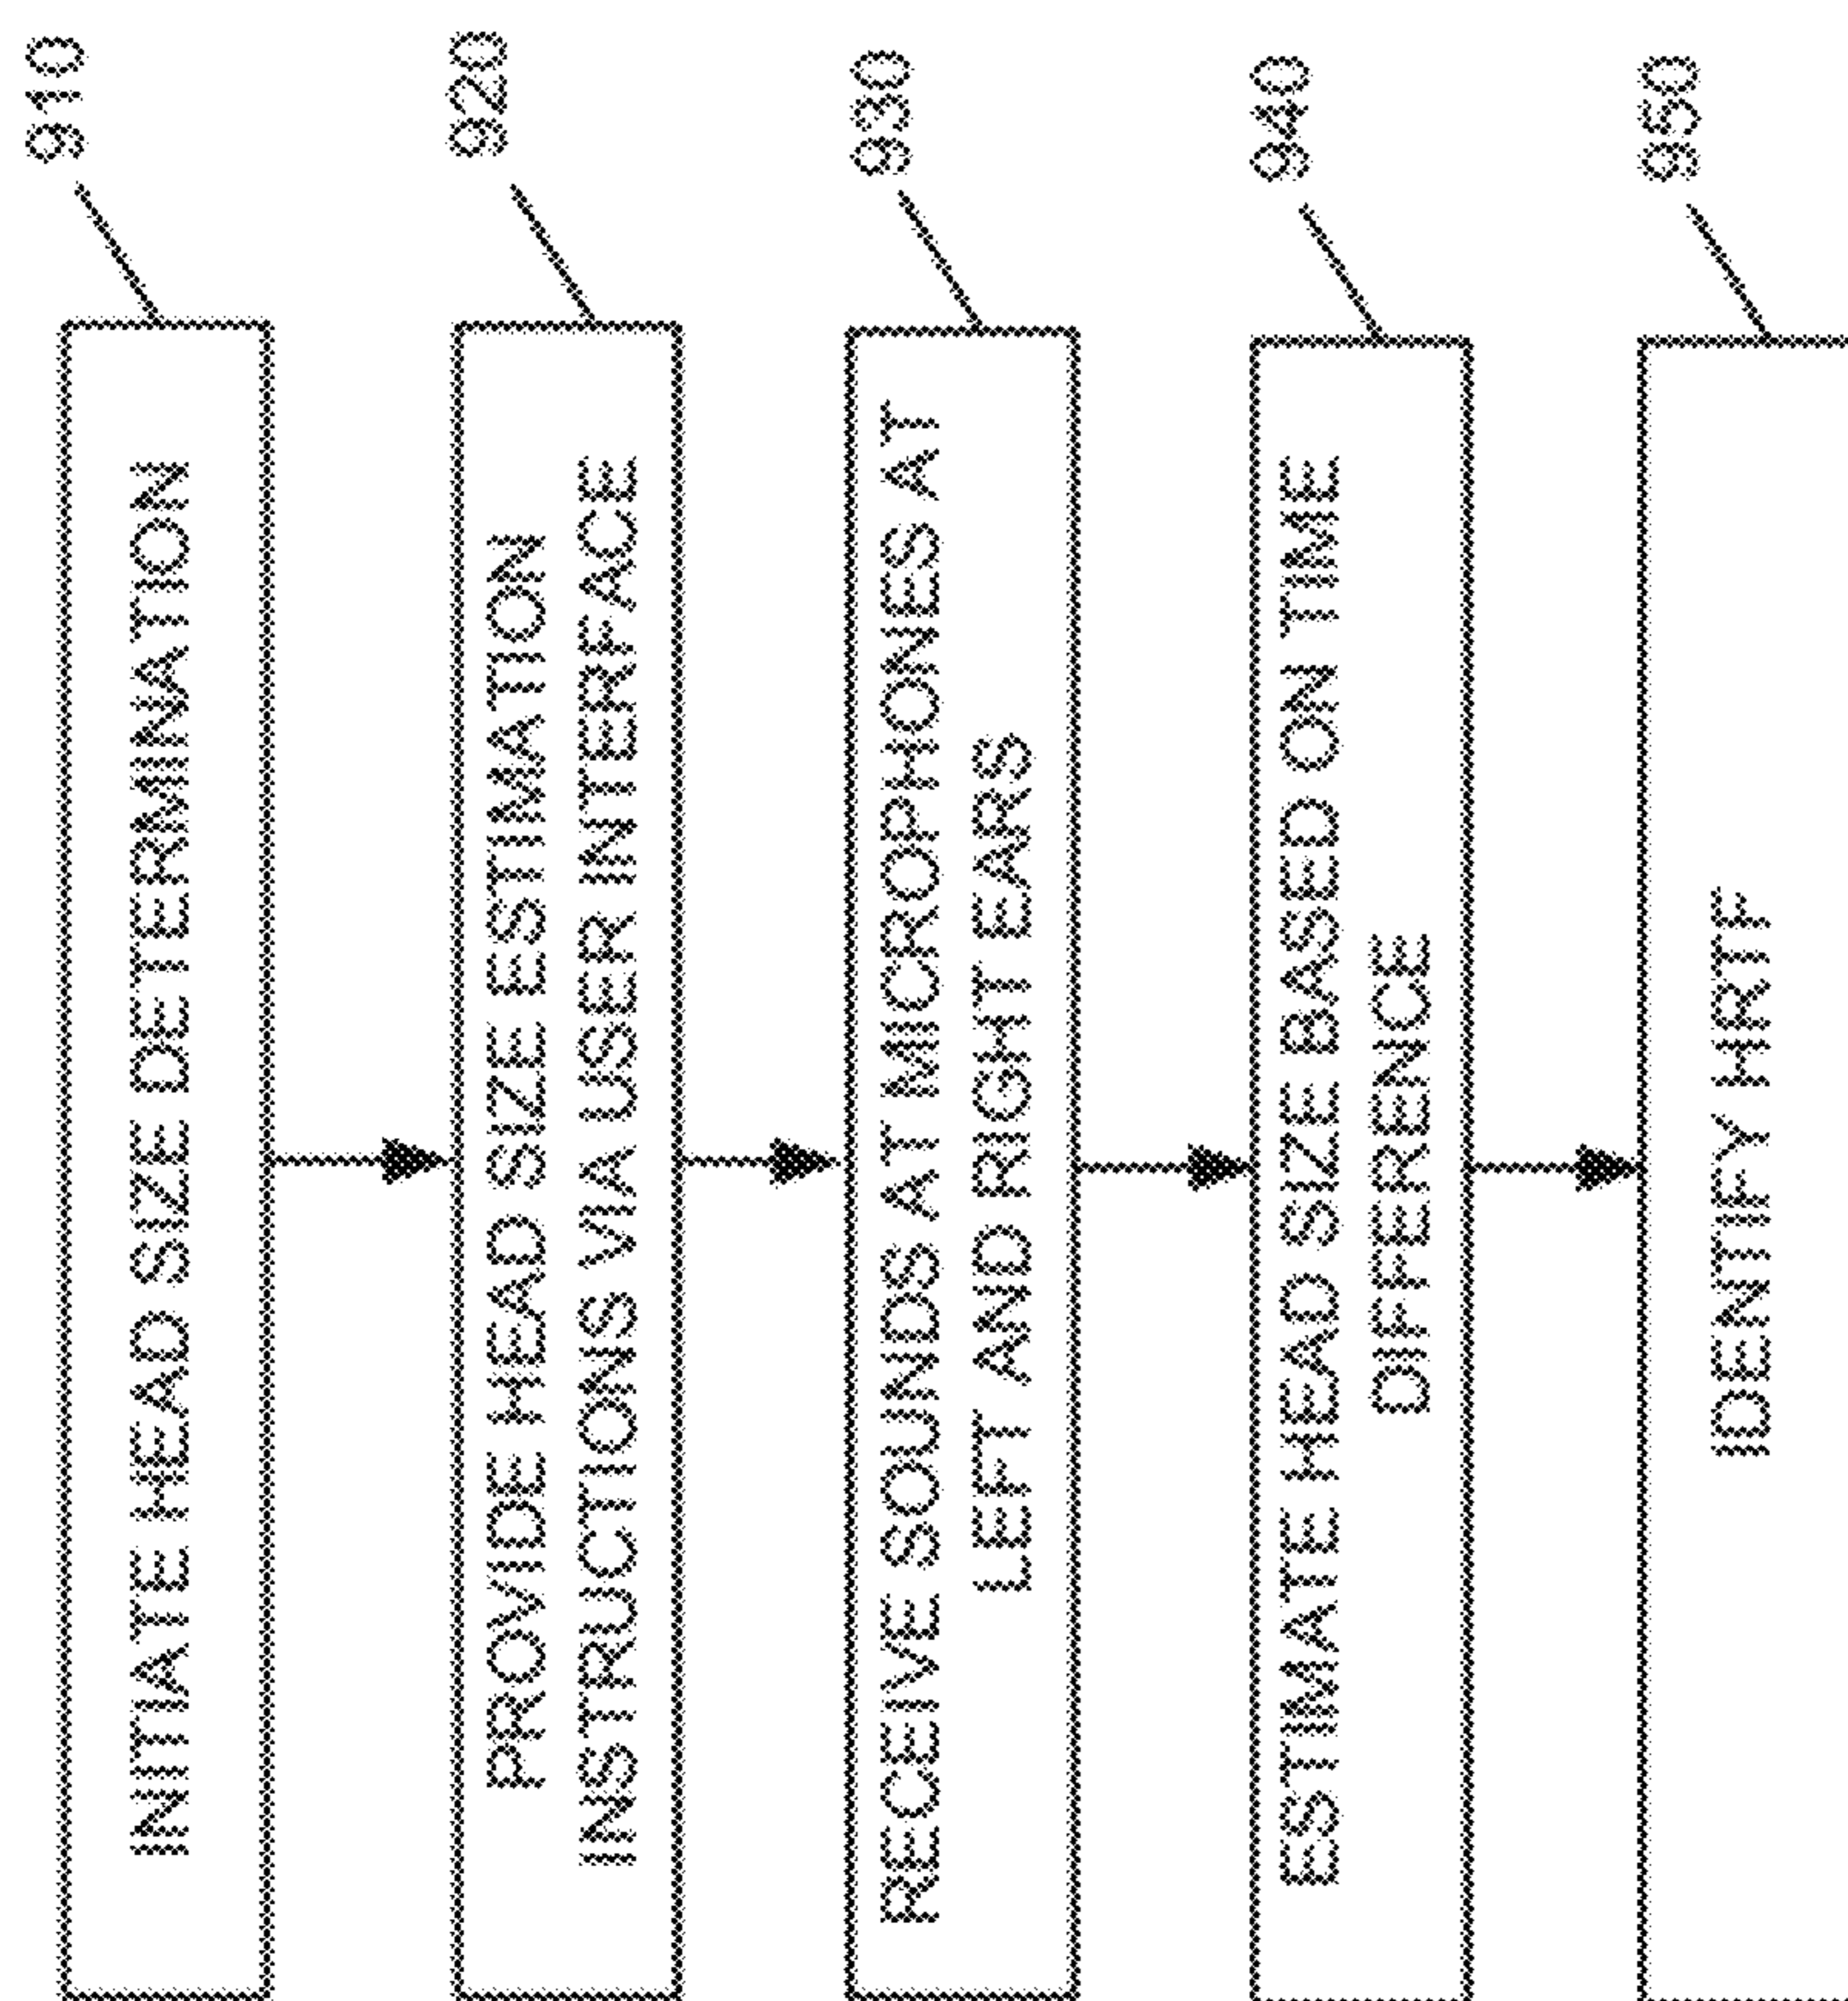 910
INITIATE HEAD SIZE DETERMINATION
920
PROVIDE HEAD SIZE ESTIMATION
INSTRUCTIONS VIA USER INTERFACE
930
RECEIVE SOUNDS AT MICROPHONES AT
LEFT AND RIGHT EARS
940
ESTIMATE HEAD SIZE BASED ON TIME
DIFFERENCE
950
IDENTIFY HRTF